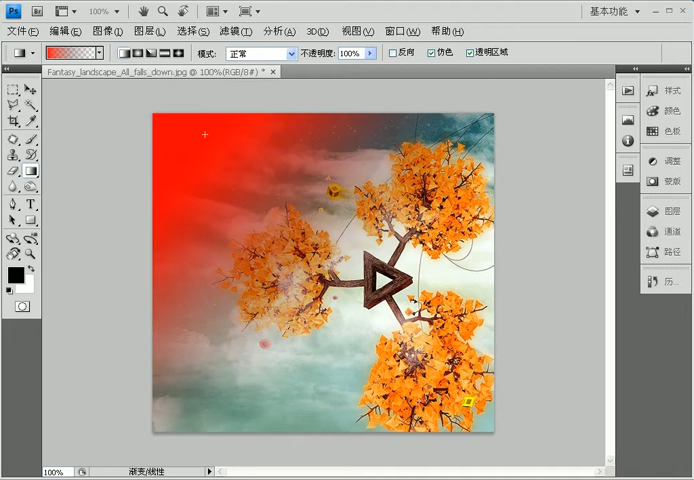 Ps Br 100% 基本功能
文件(F) 编辑(E) 图像(I) 图层(L) 选择(S) 滤镜(T) 分析(A) 3D(D) 视图(V) 窗口(W) 帮助(H)
模式: 正常 不透明度: 100% 反向 仿色 透明区域
Fantasy_landscape_All_falls_down.jpg @ 100%(RGB/8#) *
样式
颜色
色板
调整
蒙版
图层
通道
路径
历...
T
100% 渐变/线性